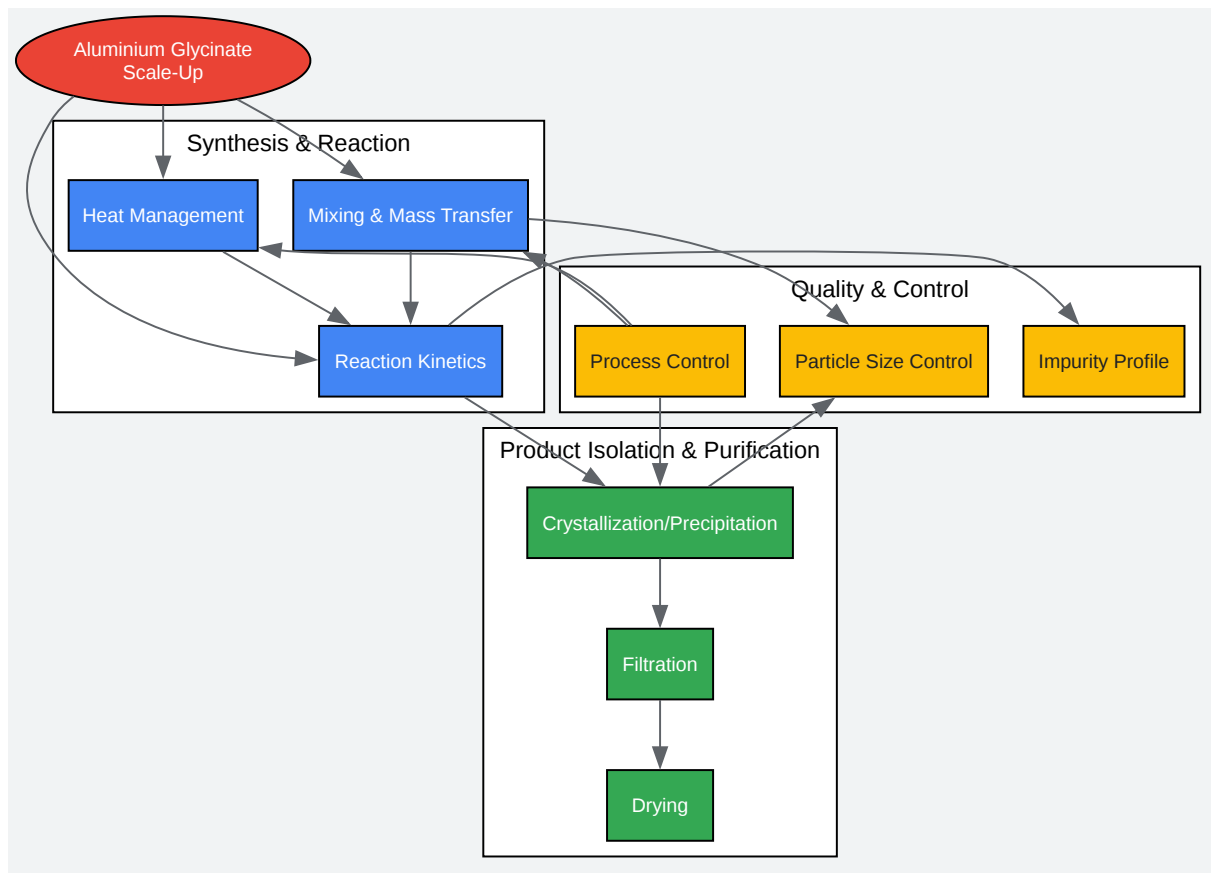 Aluminium Glycinate
Scale-Up
Synthesis & Reaction
Heat Management
Mixing & Mass Transfer
Reaction Kinetics
Quality & Control
Process Control
Particle Size Control
Impurity Profile
Product Isolation & Purification
Crystallization/Precipitation
Filtration
Drying